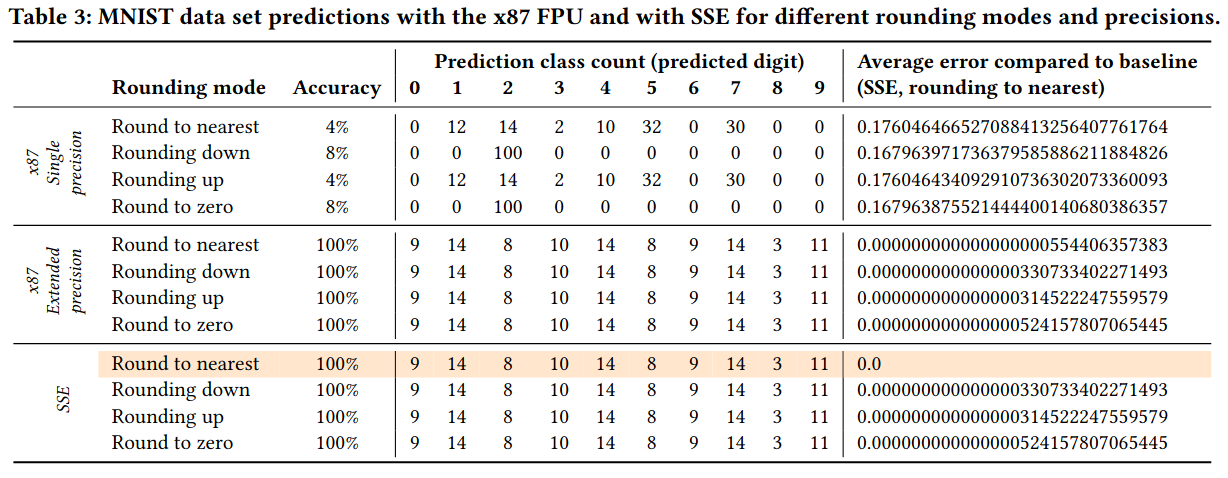 Table 3: MNIST data set predictions with the x87 FPU and with SSE for different rounding modes and precisions.
Prediction class count (predicted digit) Average error compared to baseline
Rounding mode Accuracy 0 1 2 3 4 5 6 7 8 9 (SSE, rounding to nearest)
x87 Single precision
Round to nearest 4% 0 12 14 2 10 32 0 30 0 0 0.176046466527088413256407761764
Rounding down 8% 0 0 100 0 0 0 0 0 0 0 0.167963971736379585886211884826
Rounding up 4% 0 12 14 2 10 32 0 30 0 0 0.176046434092910736302073360093
Round to zero 8% 0 0 100 0 0 0 0 0 0 0 0.167963875521444400140680386357
x87 Extended precision
Round to nearest 100% 9 14 8 10 14 8 9 14 3 11 0.000000000000000000554406357383
Rounding down 100% 9 14 8 10 14 8 9 14 3 11 0.000000000000000330733402271493
Rounding up 100% 9 14 8 10 14 8 9 14 3 11 0.000000000000000314522247559579
Round to zero 100% 9 14 8 10 14 8 9 14 3 11 0.000000000000000524157807065445
SSE
Round to nearest 100% 9 14 8 10 14 8 9 14 3 11 0.0
Rounding down 100% 9 14 8 10 14 8 9 14 3 11 0.000000000000000330733402271493
Rounding up 100% 9 14 8 10 14 8 9 14 3 11 0.000000000000000314522247559579
Round to zero 100% 9 14 8 10 14 8 9 14 3 11 0.000000000000000524157807065445